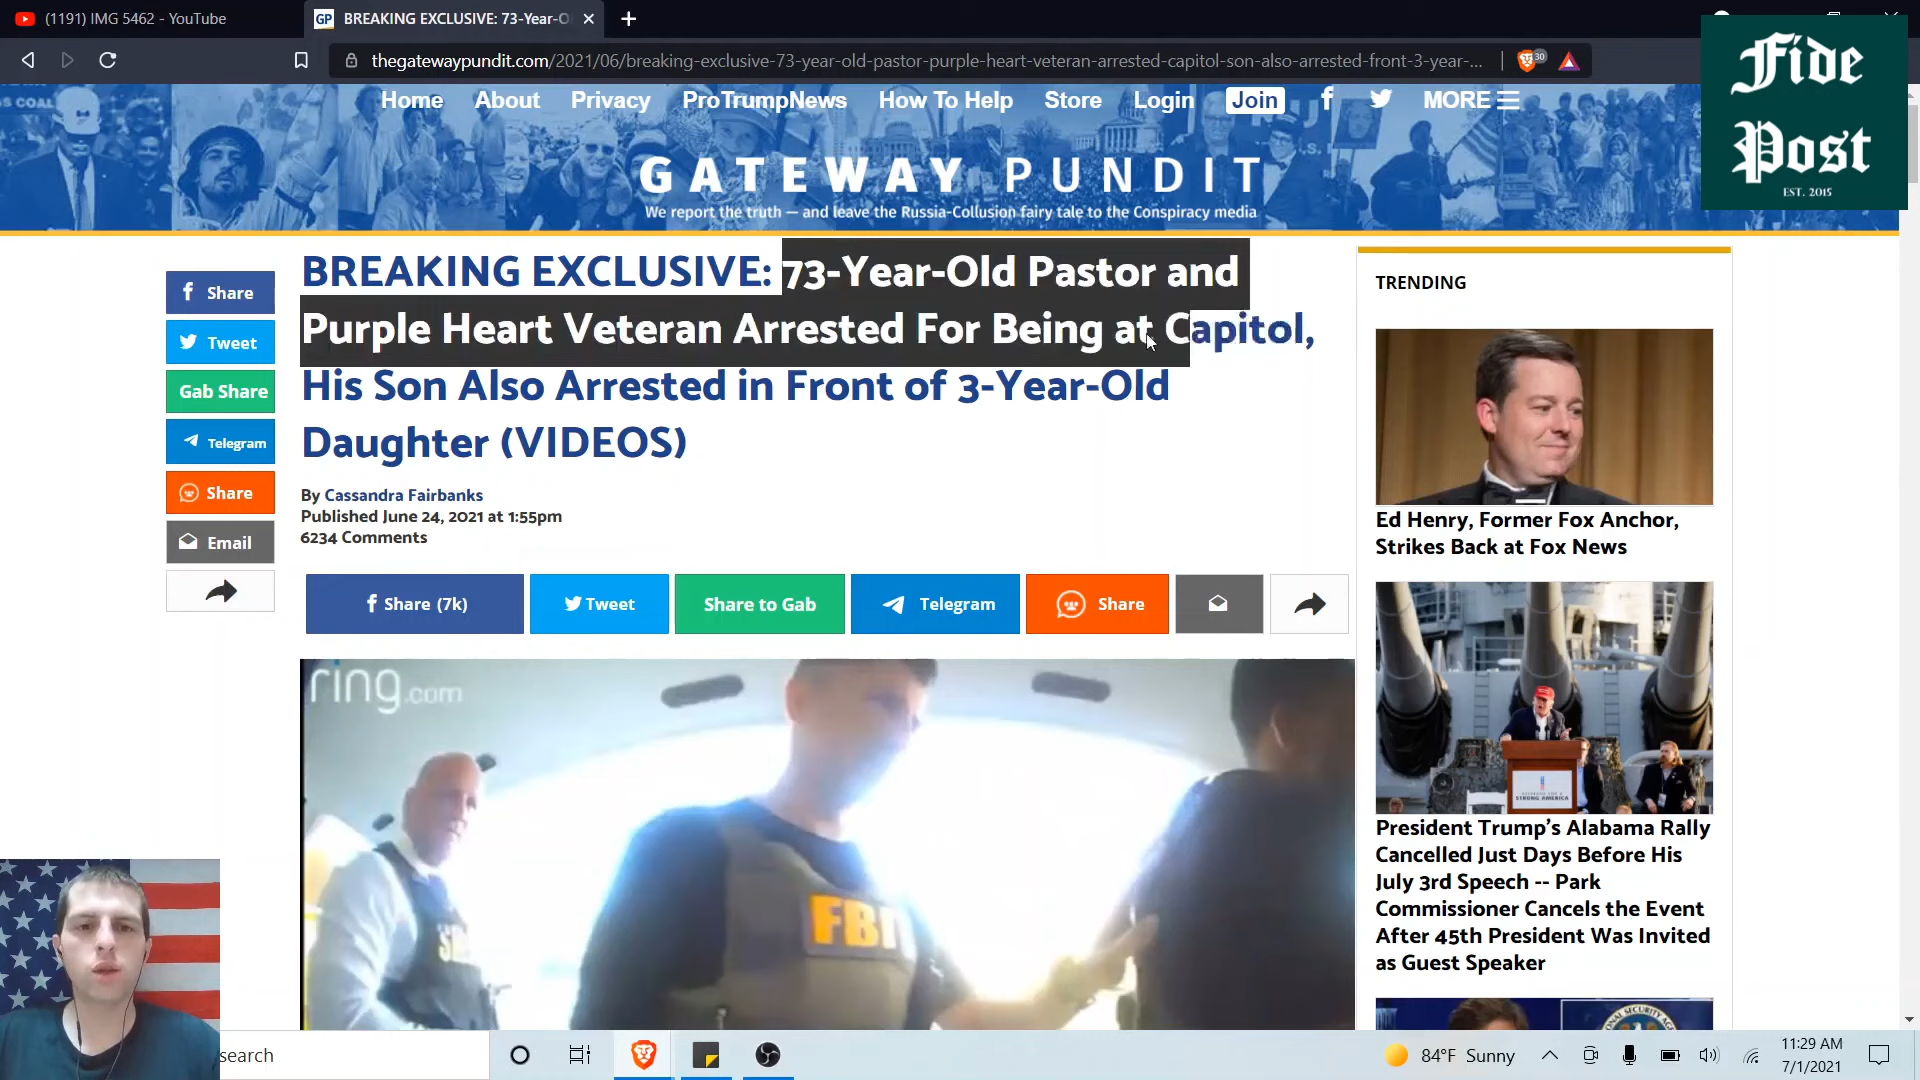 (1191) IMG 5462 - YouTube
GP BREAKING EXCLUSIVE: 73-Year-O
thegatewaypundit.com/2021/06/breaking-exclusive-73-year-old-pastor-purple-heart-veteran-arrested-capitol-son-also-arrested-front-3-year-...
30
Fide
Post
EST. 2015
Home About Privacy ProTrumpNews How To Help Store Login Join MORE
GATEWAY PUNDIT
We report the truth — and leave the Russia-Collusion fairy tale to the Conspiracy media
BREAKING EXCLUSIVE: 73-Year-Old Pastor and
Purple Heart Veteran Arrested For Being at Capitol,
His Son Also Arrested in Front of 3-Year-Old
Daughter (VIDEOS)
By Cassandra Fairbanks
Published June 24, 2021 at 1:55pm
6234 Comments
Share
Tweet
Gab Share
Telegram
Share
Email
Share (7k) Tweet Share to Gab Telegram Share
ring.com
FBI
TRENDING
Ed Henry, Former Fox Anchor,
Strikes Back at Fox News
STRONG AMERICA
President Trump's Alabama Rally
Cancelled Just Days Before His
July 3rd Speech -- Park
Commissioner Cancels the Event
After 45th President Was Invited
as Guest Speaker
search
84°F Sunny
11:29 AM
7/1/2021